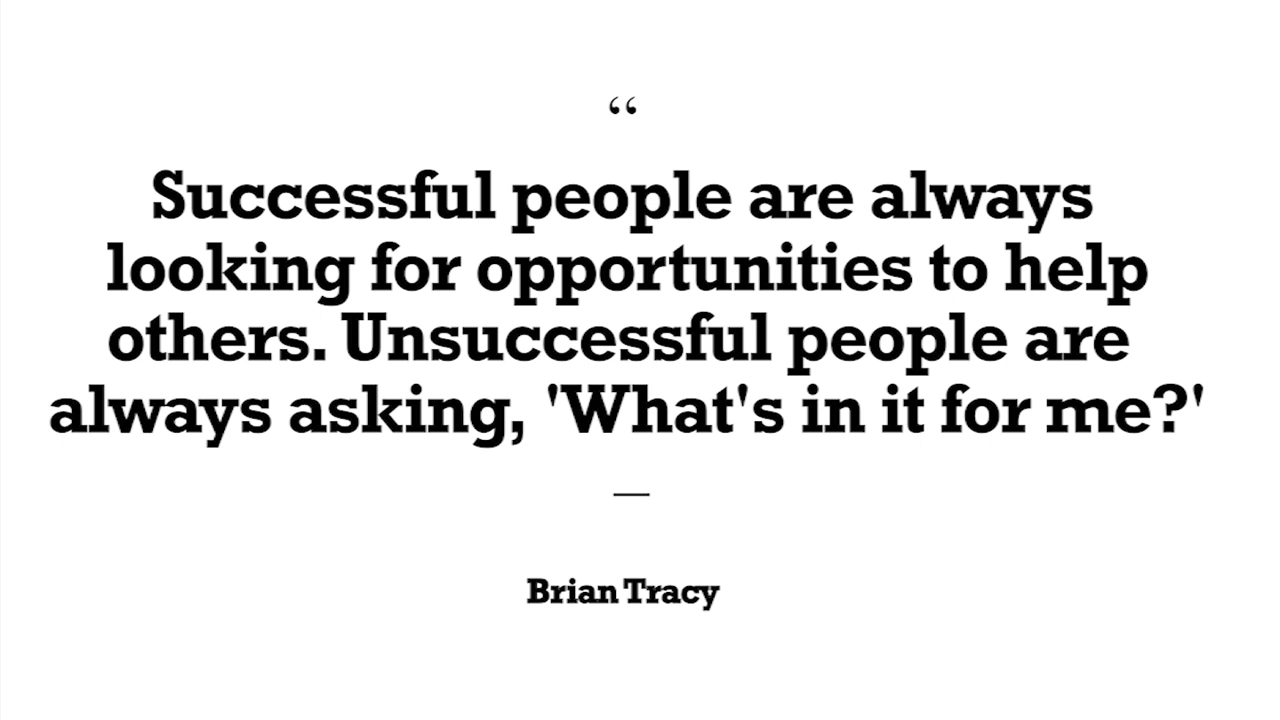 “
Successful people are always
looking for opportunities to help
others. Unsuccessful people are
always asking, 'What's in it for me?'
—
Brian Tracy